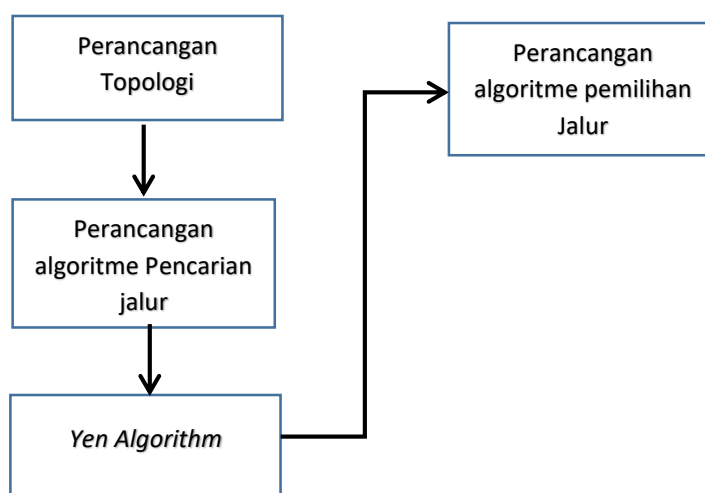 Perancangan
Topologi
Perancangan
algoritme Pencarian
jalur
Yen Algorithm
Perancangan
algoritme pemilihan
Jalur